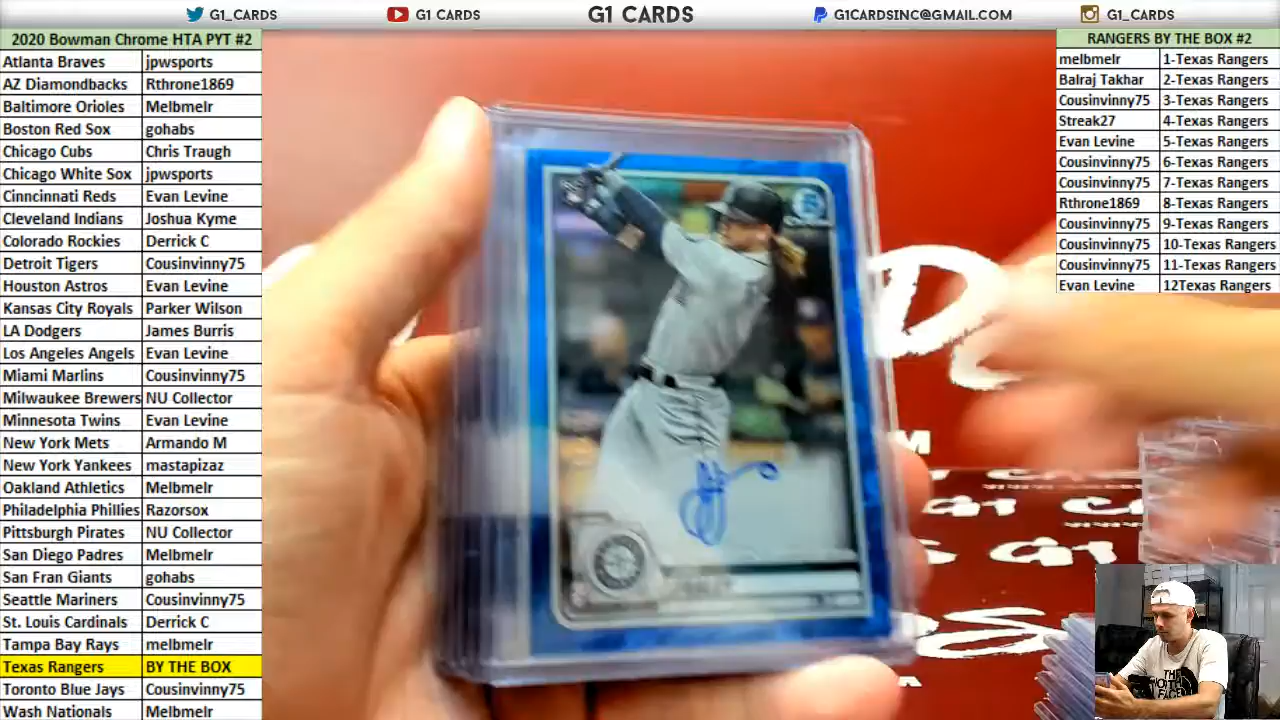 G1_CARDS G1 CARDS G1 CARDS G1CARDSINC@GMAIL.COM G1_CARDS
2020 Bowman Chrome HTA PYT #2
Atlanta Braves jpwsports
AZ Diamondbacks Rthrone1869
Baltimore Orioles Melbmelr
Boston Red Sox gohabs
Chicago Cubs Chris Traugh
Chicago White Sox jpwsports
Cinncinnati Reds Evan Levine
Cleveland Indians Joshua Kyme
Colorado Rockies Derrick C
Detroit Tigers Cousinvinny75
Houston Astros Evan Levine
Kansas City Royals Parker Wilson
LA Dodgers James Burris
Los Angeles Angels Evan Levine
Miami Marlins Cousinvinny75
Milwaukee Brewers NU Collector
Minnesota Twins Evan Levine
New York Mets Armando M
New York Yankees mastapizaz
Oakland Athletics Melbmelr
Philadelphia Phillies Razorsox
Pittsburgh Pirates NU Collector
San Diego Padres Melbmelr
San Fran Giants gohabs
Seattle Mariners Cousinvinny75
St. Louis Cardinals Derrick C
Tampa Bay Rays melbmelr
Texas Rangers BY THE BOX
Toronto Blue Jays Cousinvinny75
Wash Nationals Melbmelr
RANGERS BY THE BOX #2
melbmelr 1-Texas Rangers
Balraj Takhar 2-Texas Rangers
Cousinvinny75 3-Texas Rangers
Streak27 4-Texas Rangers
Evan Levine 5-Texas Rangers
Cousinvinny75 6-Texas Rangers
Cousinvinny75 7-Texas Rangers
Rthrone1869 8-Texas Rangers
Cousinvinny75 9-Texas Rangers
Cousinvinny75 10-Texas Rangers
Cousinvinny75 11-Texas Rangers
Evan Levine 12Texas Rangers
THE
NORTH
FACE